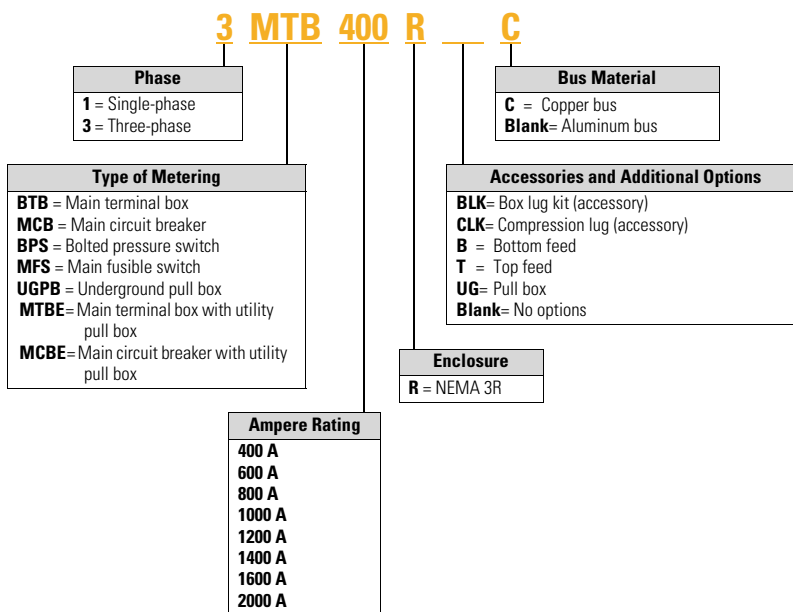 3 MTB 400 R __ C
Phase
1 = Single-phase
3 = Three-phase
Bus Material
C = Copper bus
Blank= Aluminum bus
Type of Metering
BTB = Main terminal box
MCB = Main circuit breaker
BPS = Bolted pressure switch
MFS = Main fusible switch
UGPB = Underground pull box
MTBE= Main terminal box with utility
pull box
MCBE= Main circuit breaker with utility
pull box
Accessories and Additional Options
BLK= Box lug kit (accessory)
CLK= Compression lug (accessory)
B = Bottom feed
T = Top feed
UG= Pull box
Blank= No options
Enclosure
R = NEMA 3R
Ampere Rating
400 A
600 A
800 A
1000 A
1200 A
1400 A
1600 A
2000 A